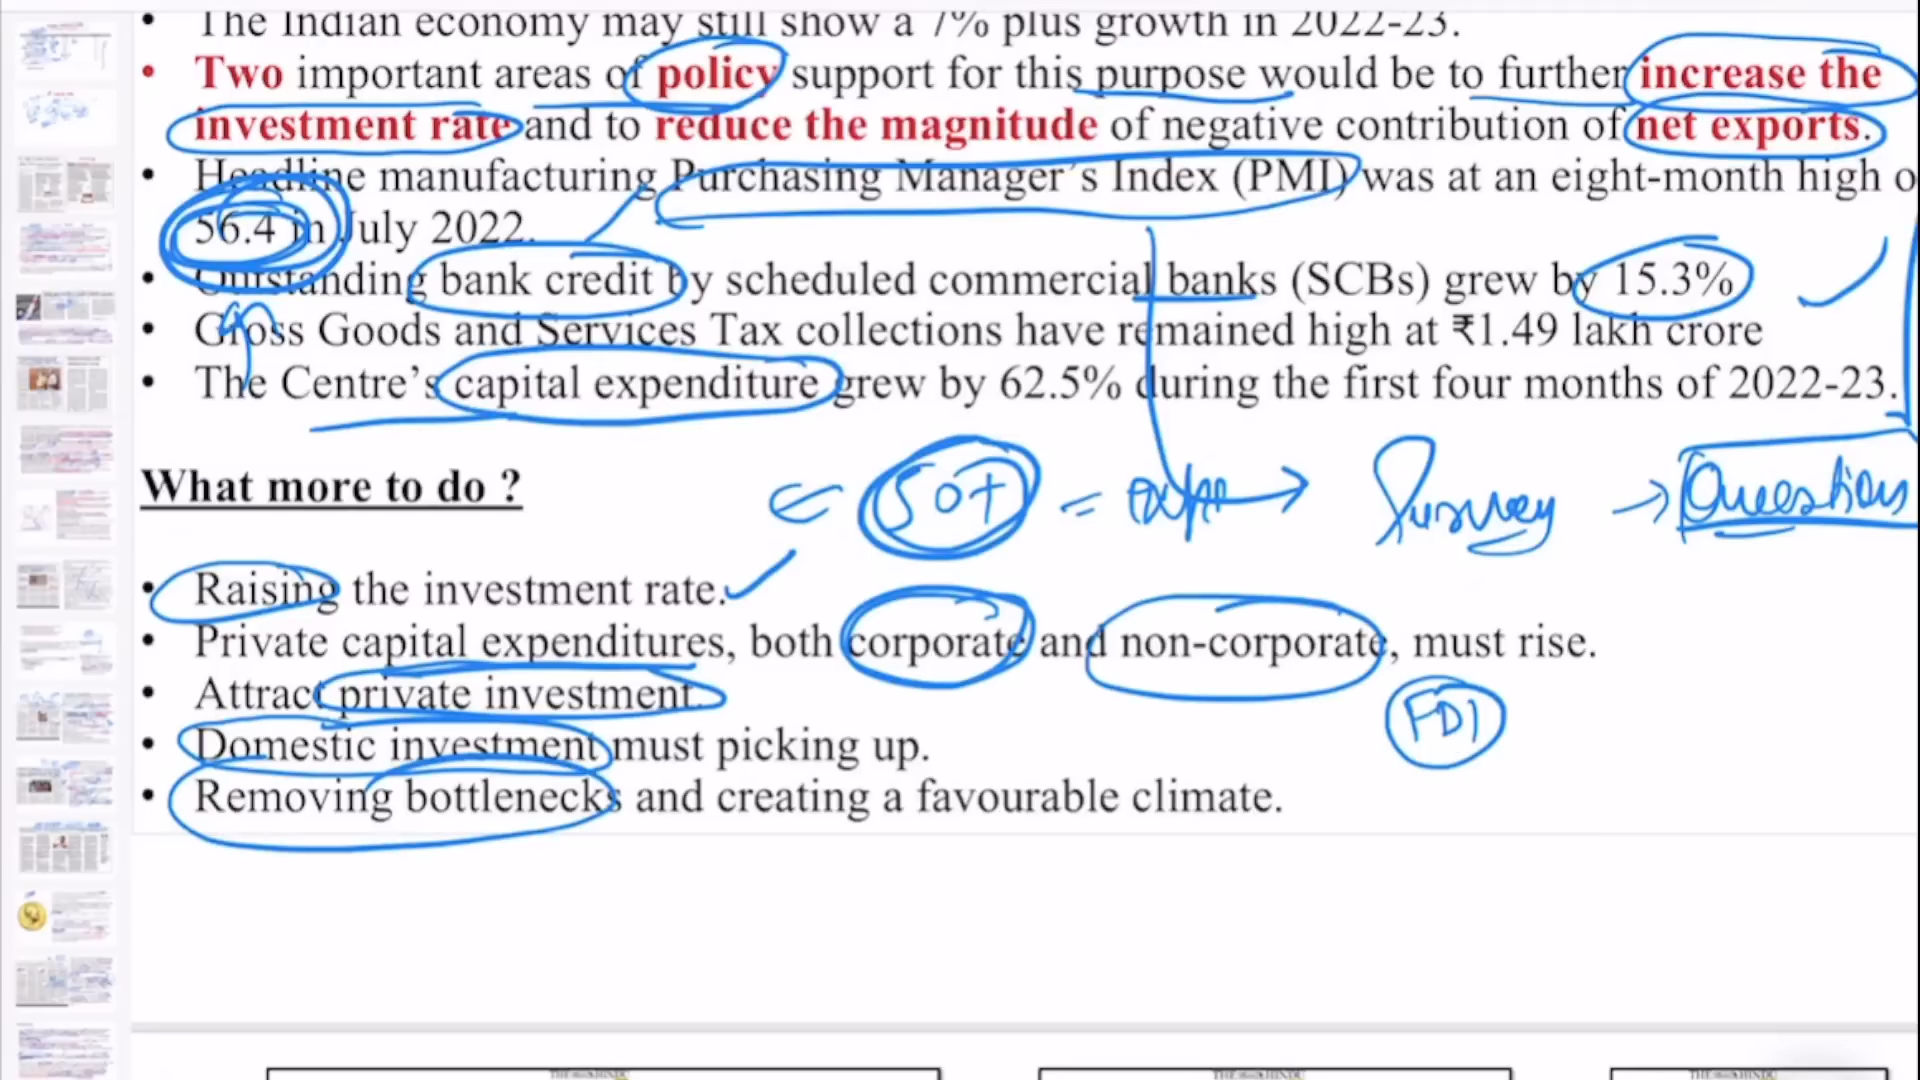 • The Indian economy may still show a 7% plus growth in 2022-23.
• Two important areas of policy support for this purpose would be to further increase the
investment rate and to reduce the magnitude of negative contribution of net exports.
• Headline manufacturing Purchasing Manager's Index (PMI) was at an eight-month high o
56.4 in July 2022.
• Outstanding bank credit by scheduled commercial banks (SCBs) grew by 15.3%
• Gross Goods and Services Tax collections have remained high at ₹1.49 lakh crore
• The Centre's capital expenditure grew by 62.5% during the first four months of 2022-23.
What more to do ?
50+ = → Survey → Question
• Raising the investment rate.
• Private capital expenditures, both corporate and non-corporate, must rise.
• Attract private investment.
FDI
• Domestic investment must picking up.
• Removing bottlenecks and creating a favourable climate.
THE HINDU THE HINDU THE HINDU